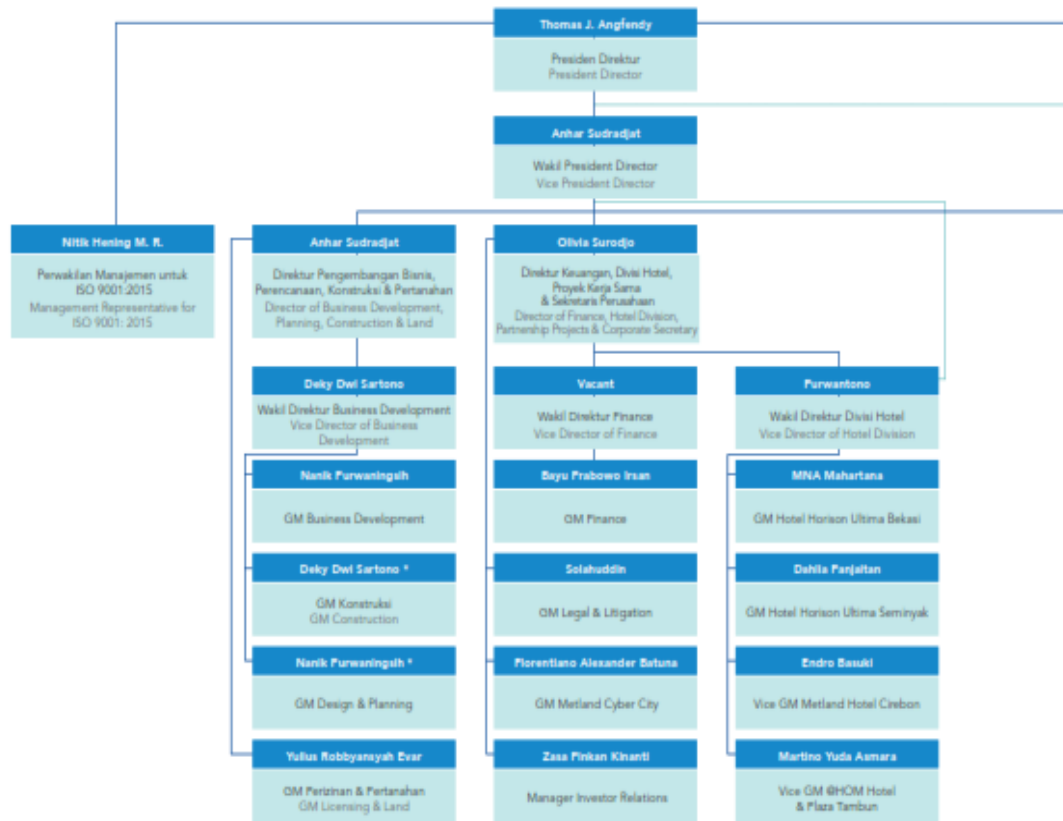 Thomas J. Angfendy
Presiden Direktur
President Director
Anhar Sudradjat
Wakil President Director
Vice President Director
Nitik Hening M. R.
Perwakilan Manajemen untuk
ISO 9001:2015
Management Representative for
ISO 9001: 2015
Anhar Sudradjat
Direktur Pengembangan Bisnis,
Perencanaan, Konstruksi & Pertanahan
Director of Business Development,
Planning, Construction & Land
Olivia Surodjo
Direktur Keuangan, Divisi Hotel,
Proyek Kerja Sama
& Sekretaris Perusahaan
Director of Finance, Hotel Division,
Partnership Projects & Corporate Secretary
Deky Dwi Sartono
Wakil Direktur Business Development
Vice Director of Business
Development
Vacant
Wakil Direktur Finance
Vice Director of Finance
Purwantono
Wakil Direktur Divisi Hotel
Vice Director of Hotel Division
Nanik Purwaningsih
GM Business Development
Bayu Prabowo Irsan
GM Finance
MNA Mahartana
GM Hotel Horison Ultima Bekasi
Deky Dwi Sartono *
GM Konstruksi
GM Construction
Solahuddin
GM Legal & Litigation
Dahlia Panjaitan
GM Hotel Horison Ultima Seminyak
Nanik Purwaningsih *
GM Design & Planning
Florentiano Alexander Batuna
GM Metland Cyber City
Endro Basuki
Vice GM Metland Hotel Cirebon
Yulius Robbyansyah Evar
GM Perizinan & Pertanahan
GM Licensing & Land
Zasa Finkan Kinanti
Manager Investor Relations
Martino Yuda Asmara
Vice GM @HOM Hotel
& Plaza Tambun